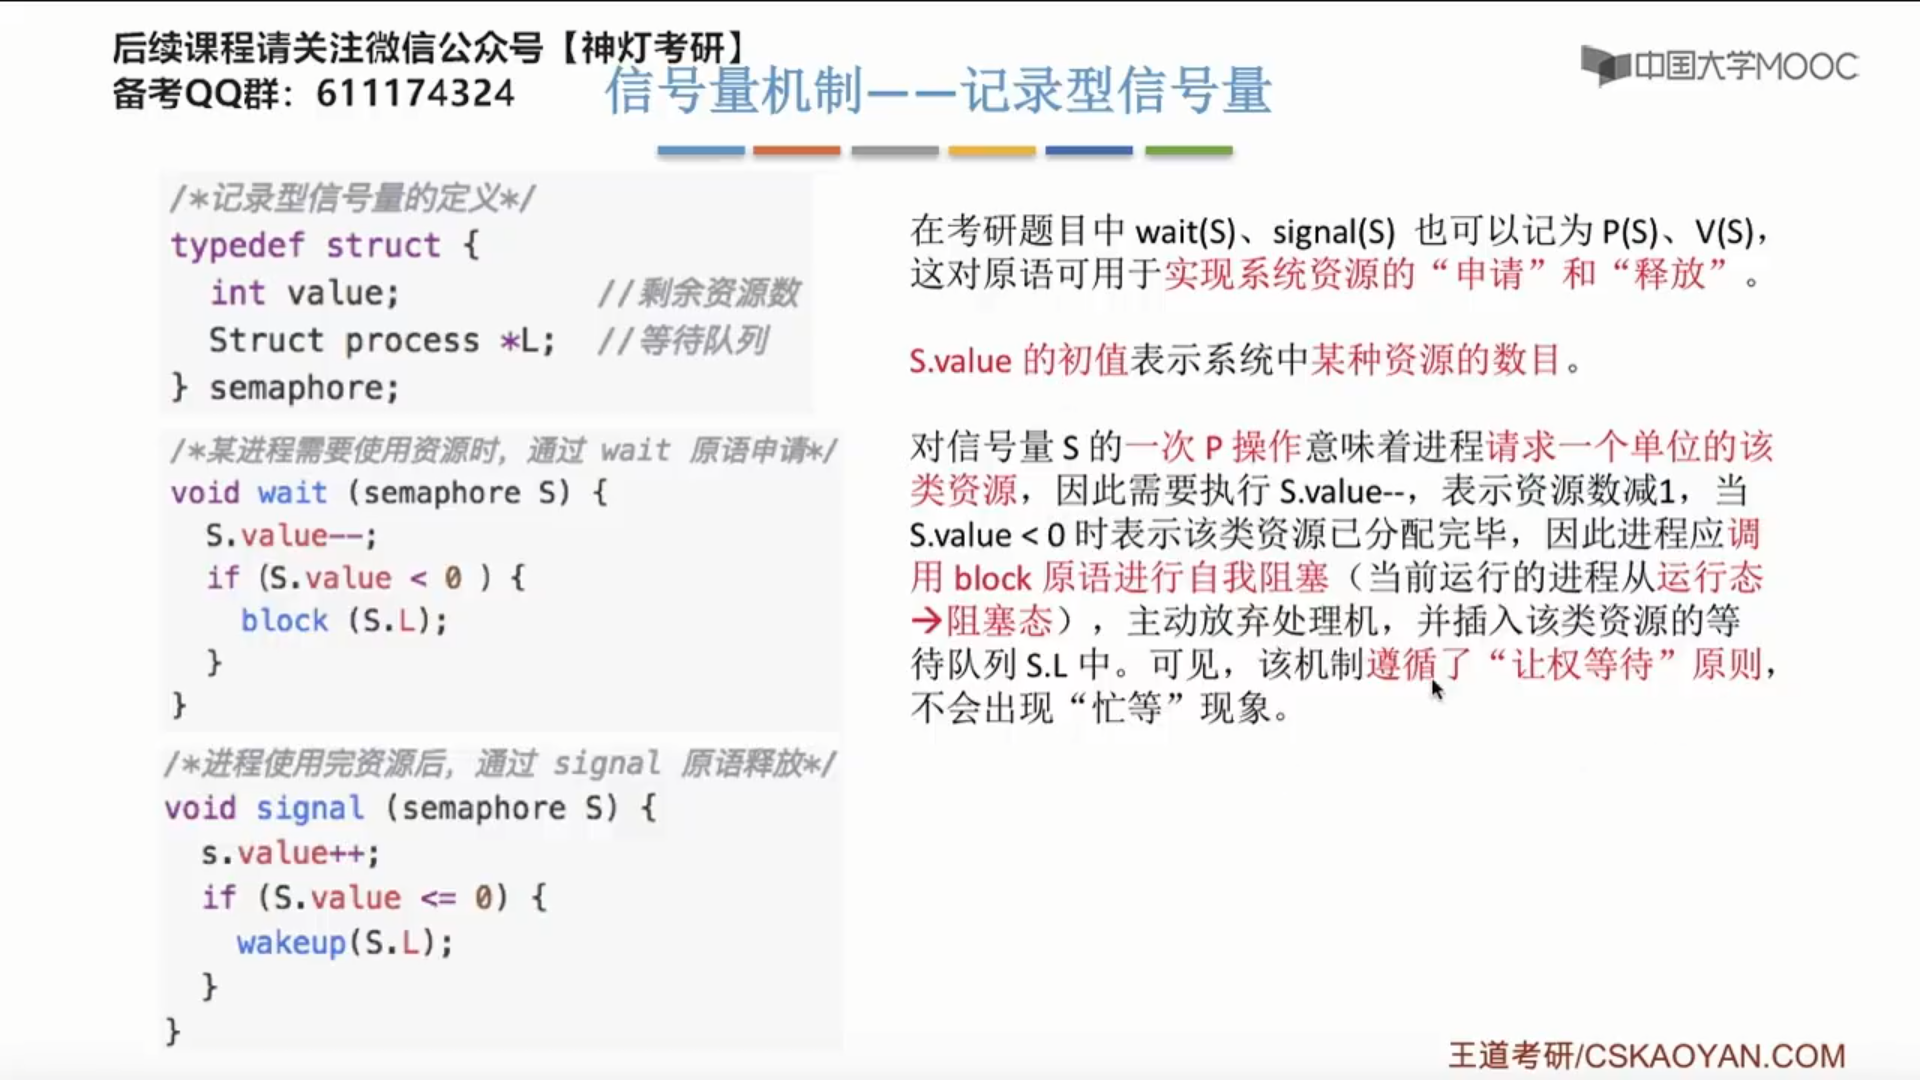 后续课程请关注微信公众号【神灯考研】
备考QQ群：611174324
中国大学MOOC
信号量机制——记录型信号量
/*记录型信号量的定义*/
typedef struct {
int value; //剩余资源数
Struct process *L; //等待队列
} semaphore;
/*某进程需要使用资源时，通过 wait 原语申请*/
void wait (semaphore S) {
S.value--;
if (S.value < 0 ) {
block (S.L);
}
}
/*进程使用完资源后，通过 signal 原语释放*/
void signal (semaphore S) {
s.value++;
if (S.value <= 0) {
wakeup(S.L);
}
}
在考研题目中 wait(S)、signal(S) 也可以记为 P(S)、V(S)，
这对原语可用于实现系统资源的“申请”和“释放”。
S.value 的初值表示系统中某种资源的数目。
对信号量 S 的一次 P 操作意味着进程请求一个单位的该
类资源，因此需要执行 S.value--，表示资源数减1，当
S.value < 0 时表示该类资源已分配完毕，因此进程应调
用 block 原语进行自我阻塞（当前运行的进程从运行态
→阻塞态），主动放弃处理机，并插入该类资源的等
待队列 S.L 中。可见，该机制遵循了“让权等待”原则，
不会出现“忙等”现象。
王道考研/CSKAOYAN.COM